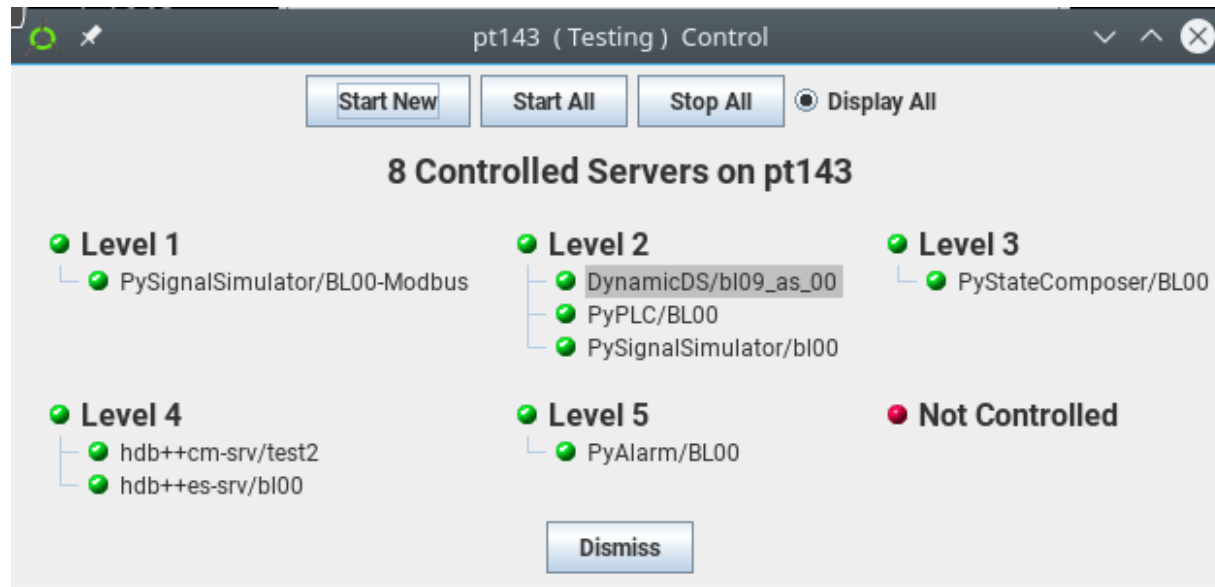 pt143 ( Testing ) Control
Start New Start All Stop All Display All
8 Controlled Servers on pt143
Level 1
PySignalSimulator/BL00-Modbus
Level 2
DynamicDS/bl09_as_00
PyPLC/BL00
PySignalSimulator/bl00
Level 3
PyStateComposer/BL00
Level 4
hdb++cm-srv/test2
hdb++es-srv/bl00
Level 5
PyAlarm/BL00
Not Controlled
Dismiss